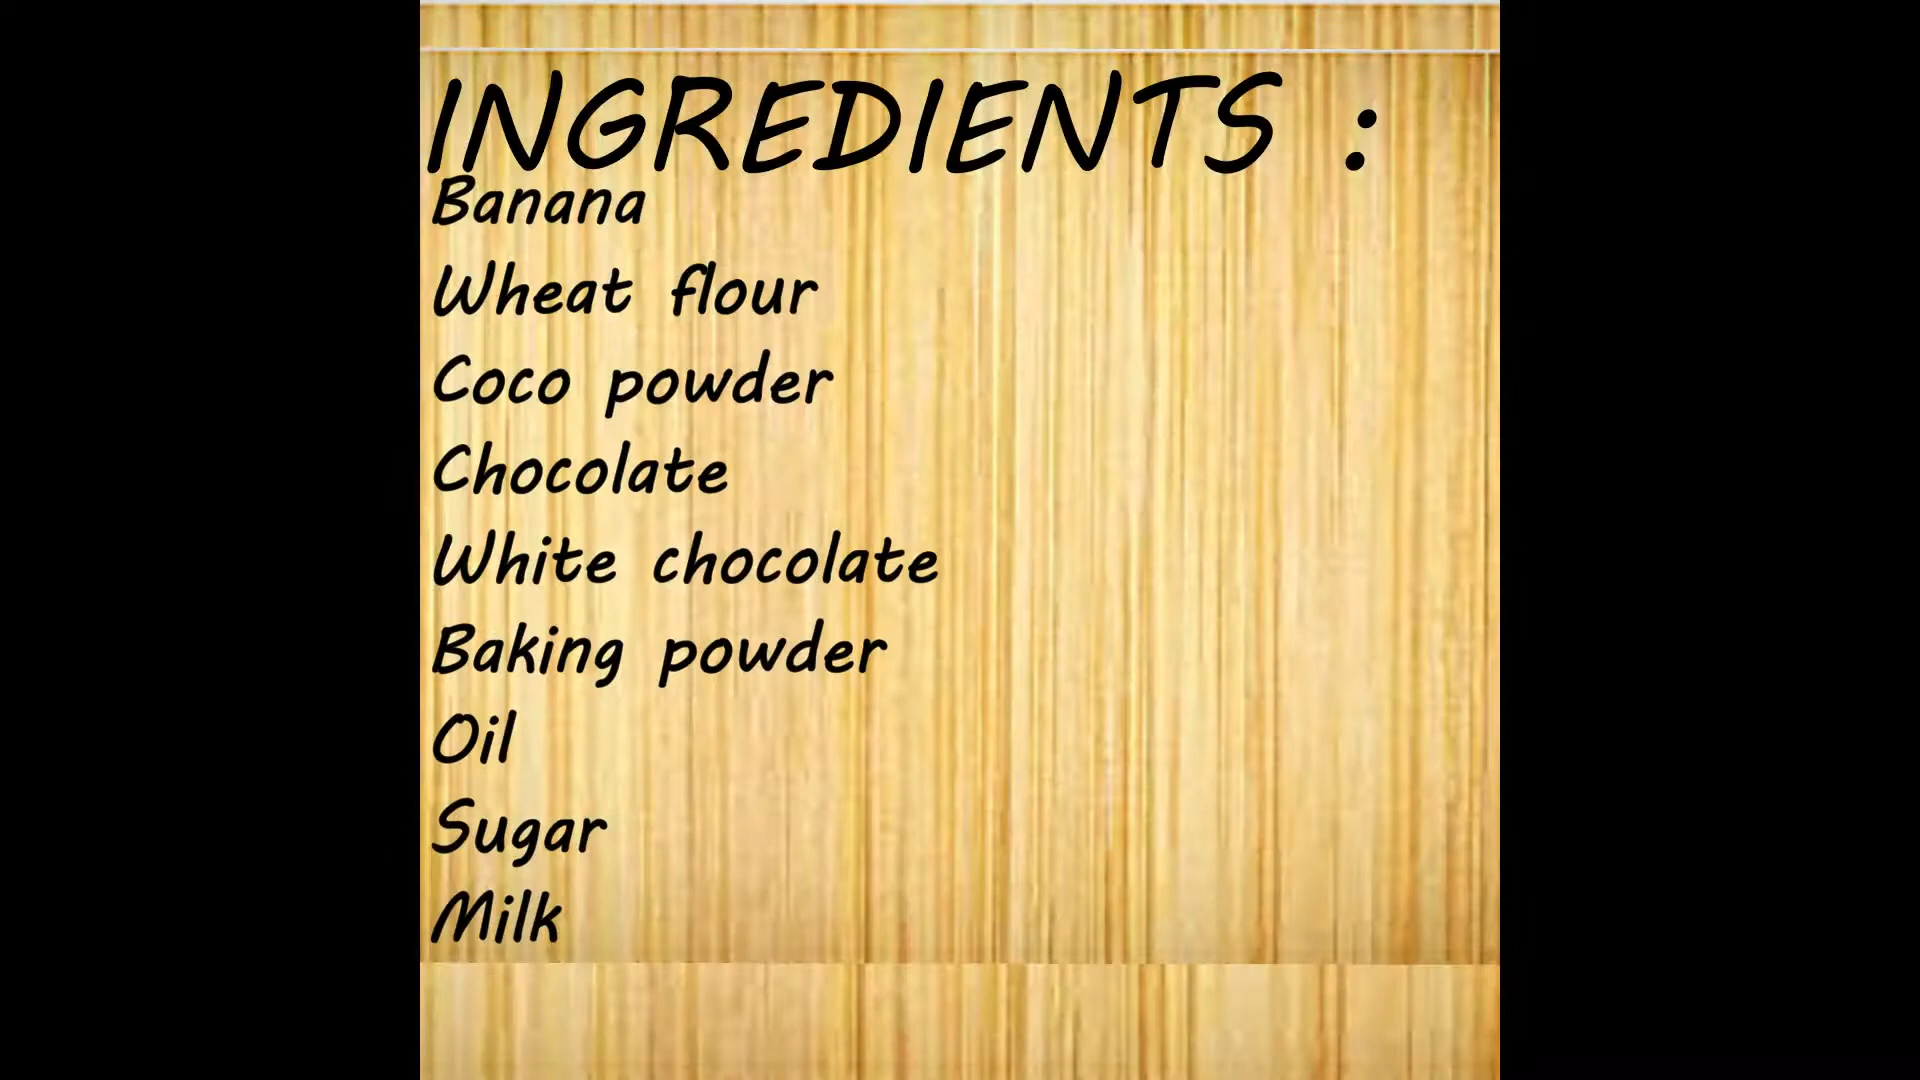 INGREDIENTS :
Banana
Wheat flour
Coco powder
Chocolate
White chocolate
Baking powder
Oil
Sugar
Milk